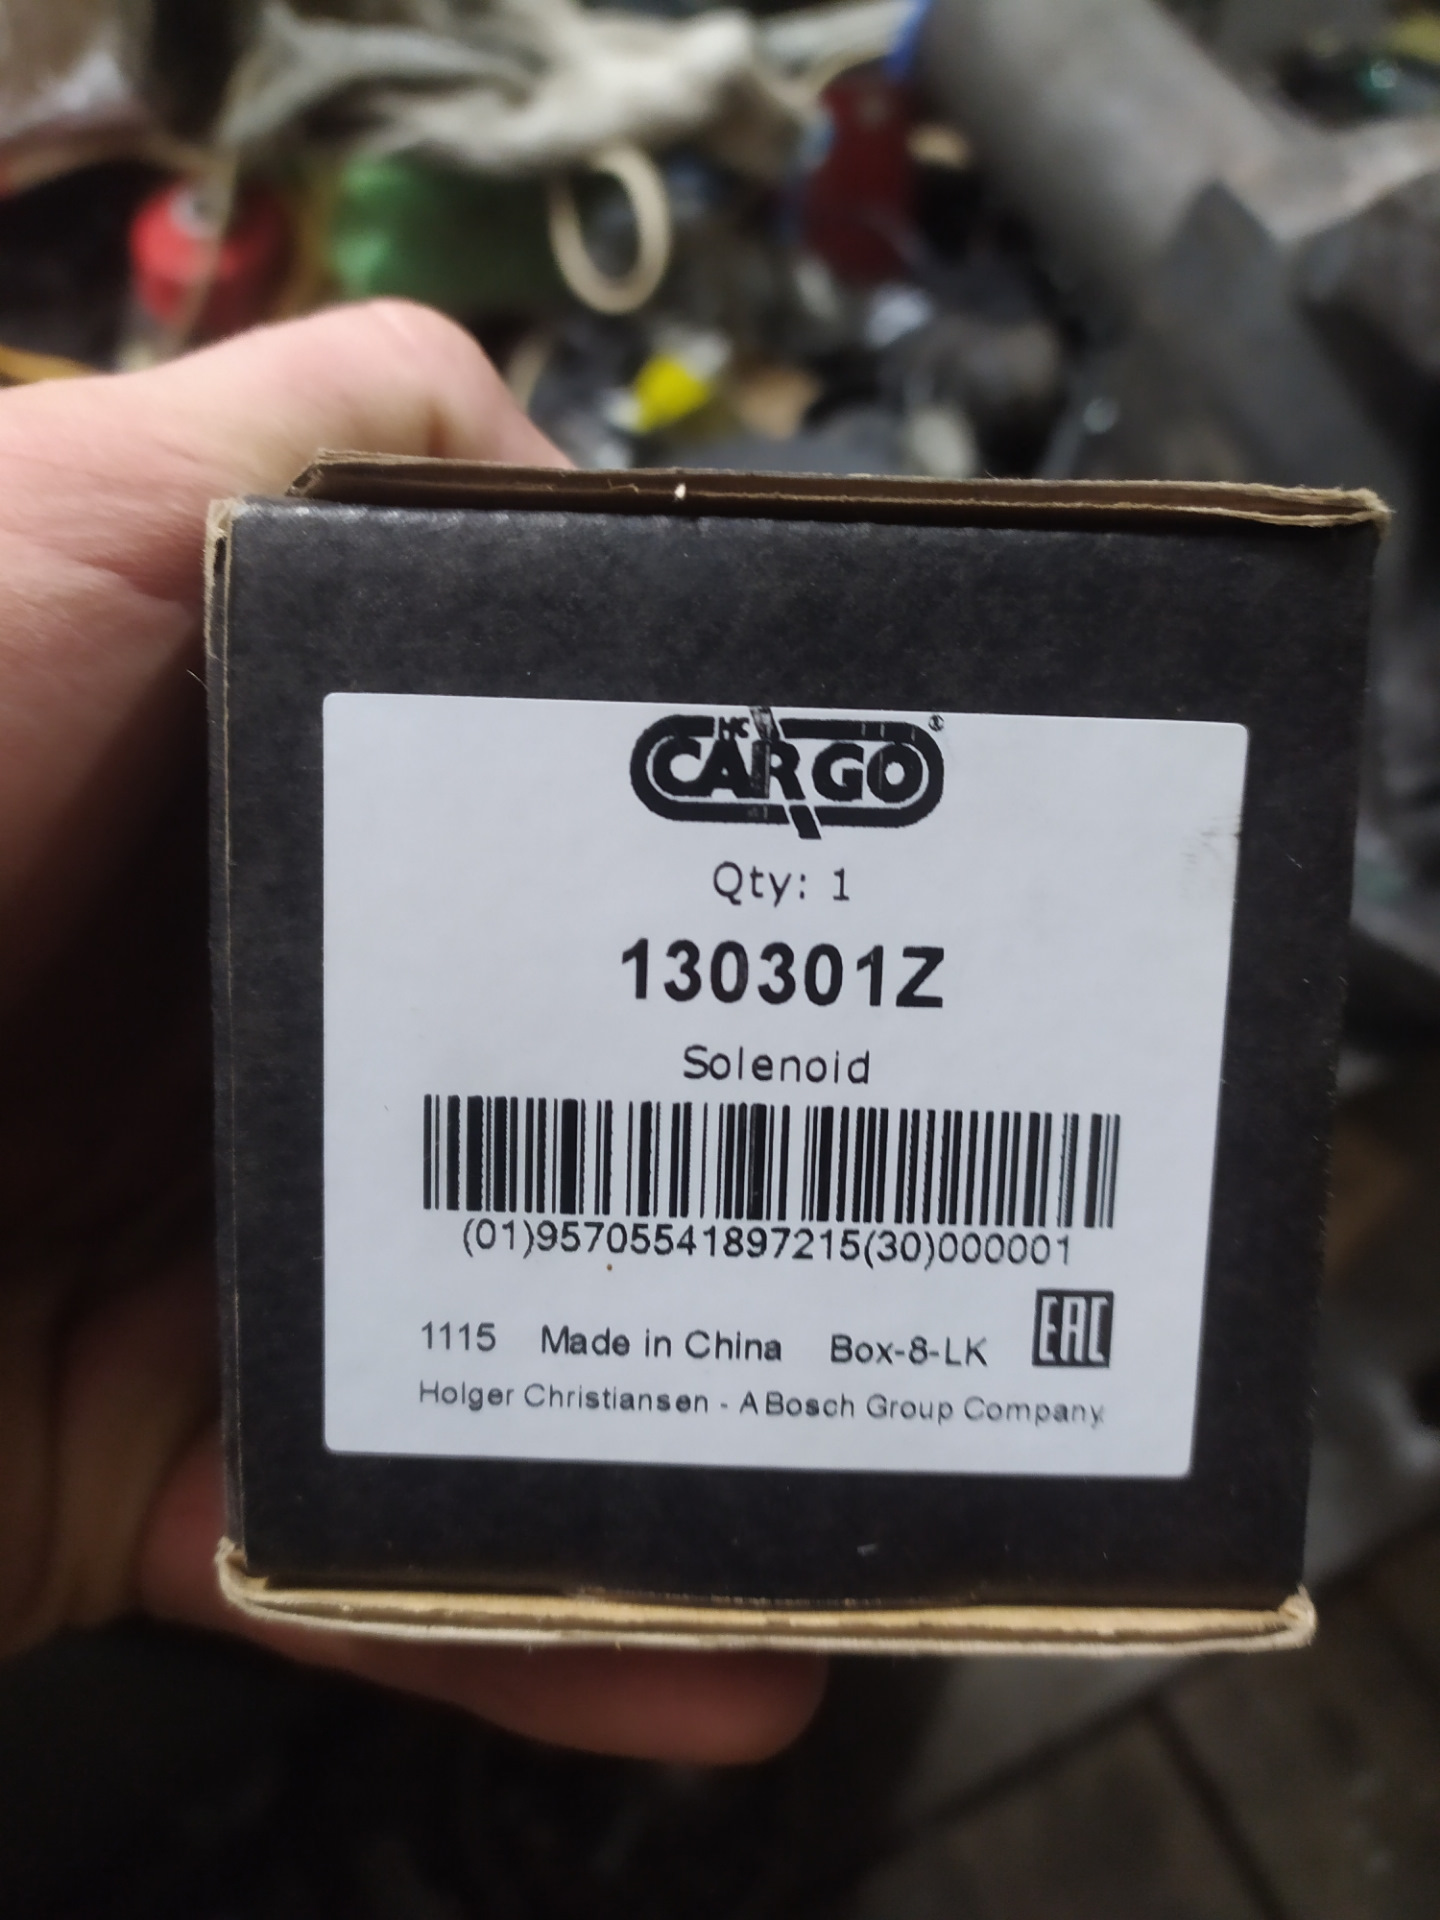 HC
CARGO®
Qty: 1
130301Z
Solenoid
(01)95705541897215(30)000001
1115 Made in China Box-8-LK EAC
Holger Christiansen - A Bosch Group Company